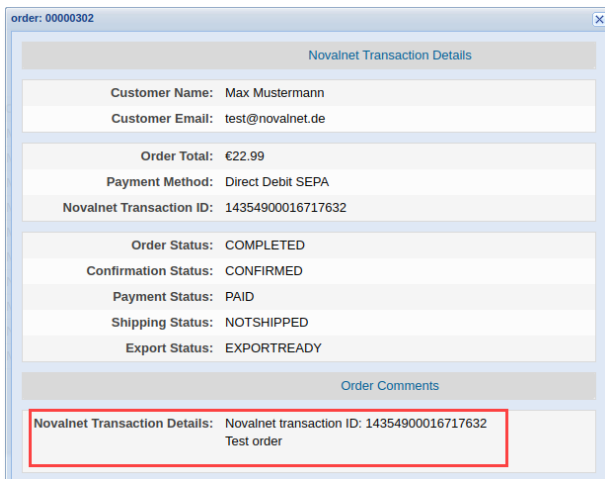 order: 00000302
Novalnet Transaction Details
Customer Name: Max Mustermann
Customer Email: test@novalnet.de
Order Total: €22.99
Payment Method: Direct Debit SEPA
Novalnet Transaction ID: 14354900016717632
Order Status: COMPLETED
Confirmation Status: CONFIRMED
Payment Status: PAID
Shipping Status: NOTSHIPPED
Export Status: EXPORTREADY
Order Comments
Novalnet Transaction Details: Novalnet transaction ID: 14354900016717632
Test order